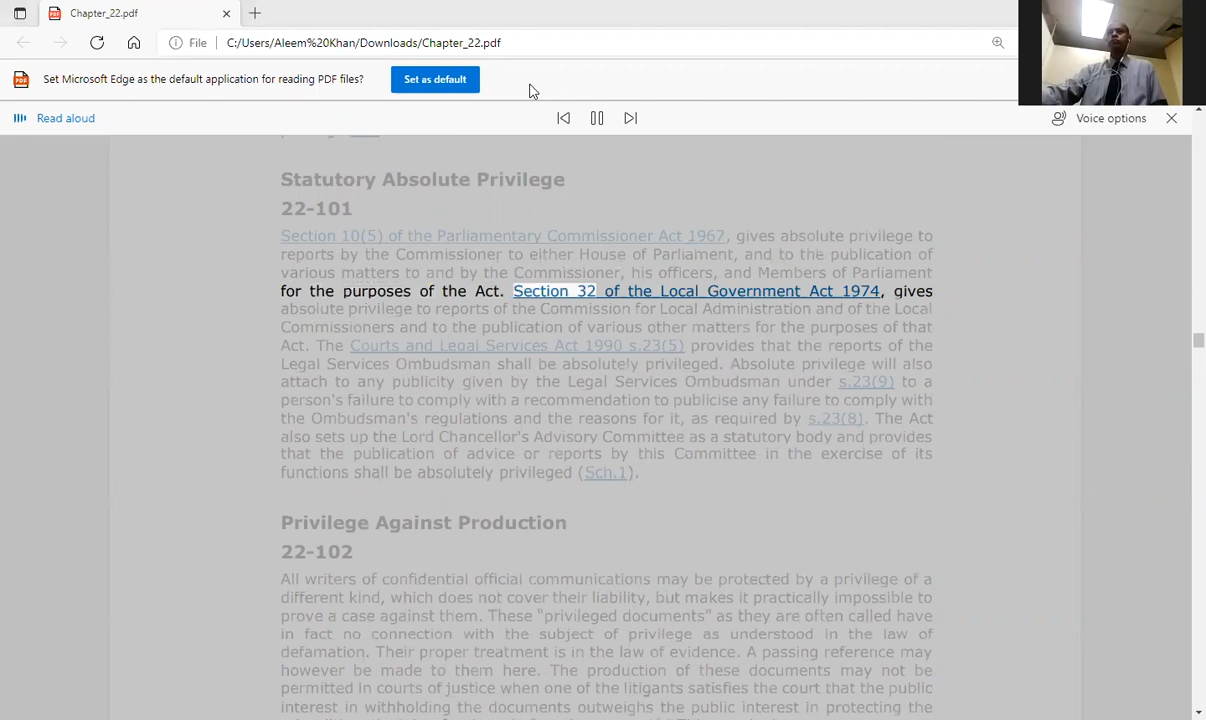 Chapter_22.pdf
File
C:/Users/Aleem%20Khan/Downloads/Chapter_22.pdf
Set Microsoft Edge as the default application for reading PDF files?
Set as default
Read aloud
Voice options
Statutory Absolute Privilege
22-101
Section 10(5) of the Parliamentary Commissioner Act 1967, gives absolute privilege to
reports by the Commissioner to either House of Parliament, and to the publication of
various matters to and by the Commissioner, his officers, and Members of Parliament
for the purposes of the Act. Section 32 of the Local Government Act 1974, gives
absolute privilege to reports of the Commission for Local Administration and of the Local
Commissioners and to the publication of various other matters for the purposes of that
Act. The Courts and Legal Services Act 1990 s.23(5) provides that the reports of the
Legal Services Ombudsman shall be absolutely privileged. Absolute privilege will also
attach to any publicity given by the Legal Services Ombudsman under s.23(9) to a
person's failure to comply with a recommendation to publicise any failure to comply with
the Ombudsman's regulations and the reasons for it, as required by s.23(8). The Act
also sets up the Lord Chancellor's Advisory Committee as a statutory body and provides
that the publication of advice or reports by this Committee in the exercise of its
functions shall be absolutely privileged (Sch.1).
Privilege Against Production
22-102
All writers of confidential official communications may be protected by a privilege of a
different kind, which does not cover their liability, but makes it practically impossible to
prove a case against them. These “privileged documents” as they are often called have
in fact no connection with the subject of privilege as understood in the law of
defamation. Their proper treatment is in the law of evidence. A passing reference may
however be made to them here. The production of these documents may not be
permitted in courts of justice when one of the litigants satisfies the court that the public
interest in withholding the documents outweighs the public interest in protecting the